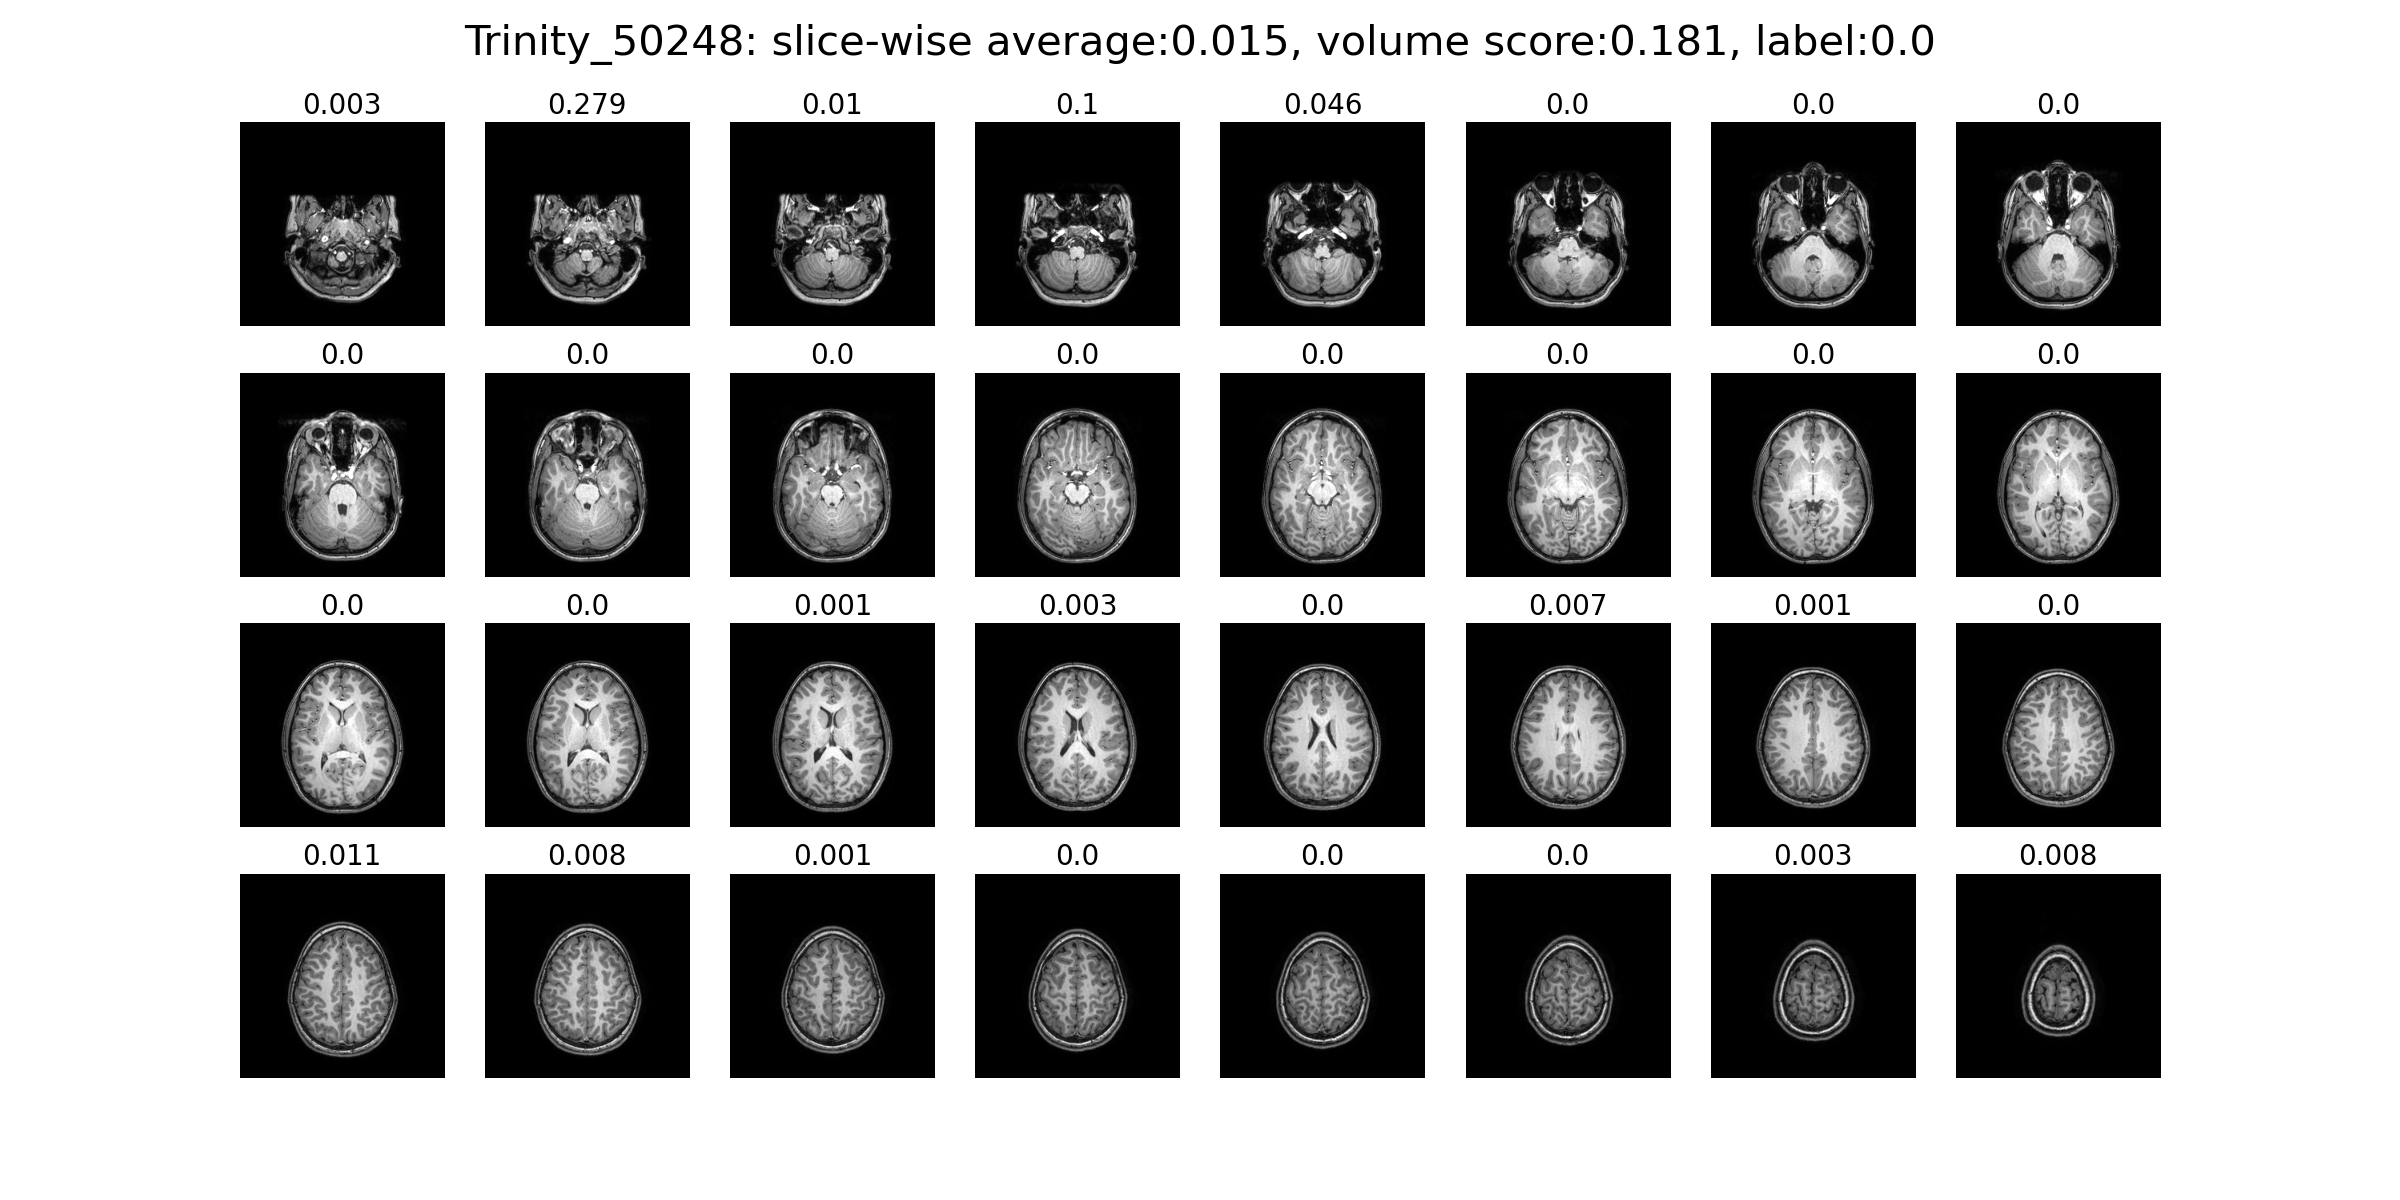 Trinity_50248: slice-wise average:0.015, volume score:0.181, label:0.0
0.003 0.279 0.01 0.1 0.046 0.0 0.0 0.0
0.0 0.0 0.0 0.0 0.0 0.0 0.0 0.0
0.0 0.0 0.001 0.003 0.0 0.007 0.001 0.0
0.011 0.008 0.001 0.0 0.0 0.0 0.003 0.008